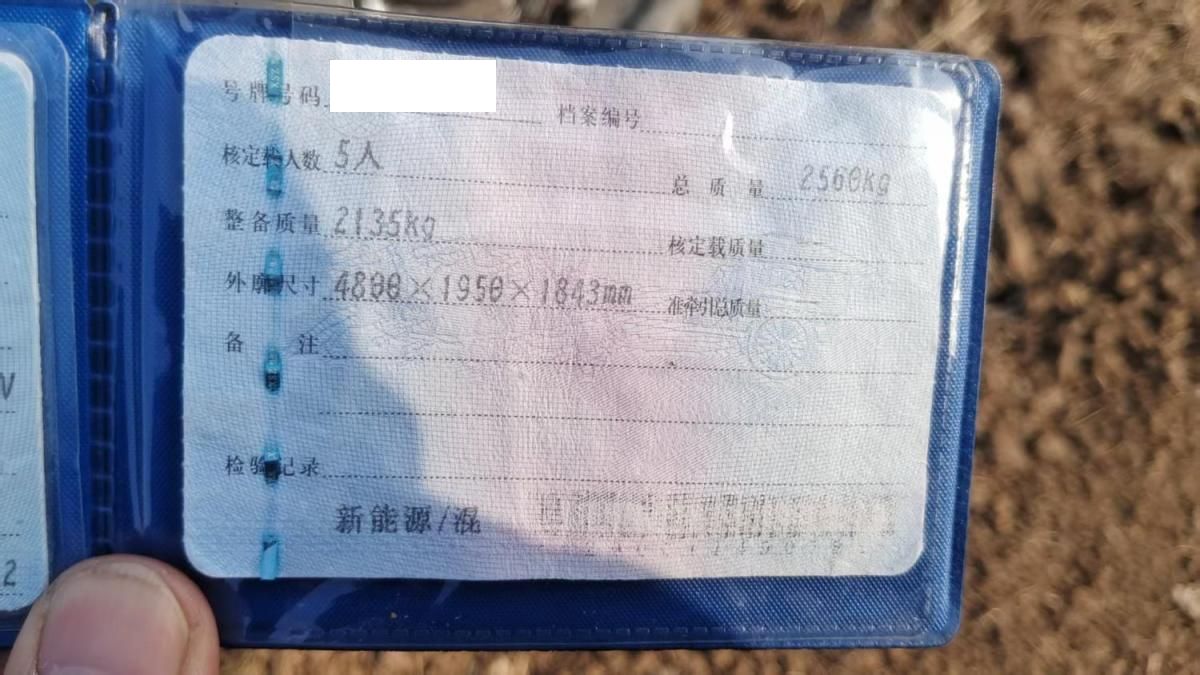 号牌号码 档案编号
核定载人数 5人 总质量 2560kg
整备质量 2135kg 核定载质量 —
外廓尺寸 4800×1950×1843mm 准牵引总质量 —
备注
检验记录
新能源/混
V
2